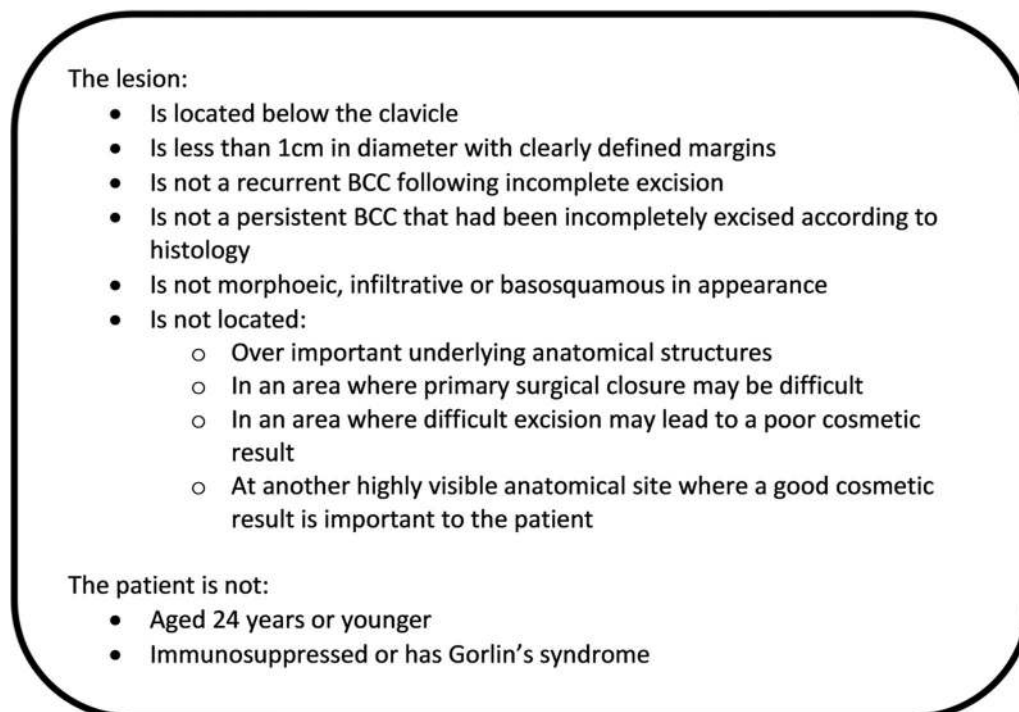 The lesion:
• Is located below the clavicle
• Is less than 1cm in diameter with clearly defined margins
• Is not a recurrent BCC following incomplete excision
• Is not a persistent BCC that had been incompletely excised according to
histology
• Is not morphoeic, infiltrative or basosquamous in appearance
• Is not located:
o Over important underlying anatomical structures
o In an area where primary surgical closure may be difficult
o In an area where difficult excision may lead to a poor cosmetic
result
o At another highly visible anatomical site where a good cosmetic
result is important to the patient
The patient is not:
• Aged 24 years or younger
• Immunosuppressed or has Gorlin’s syndrome